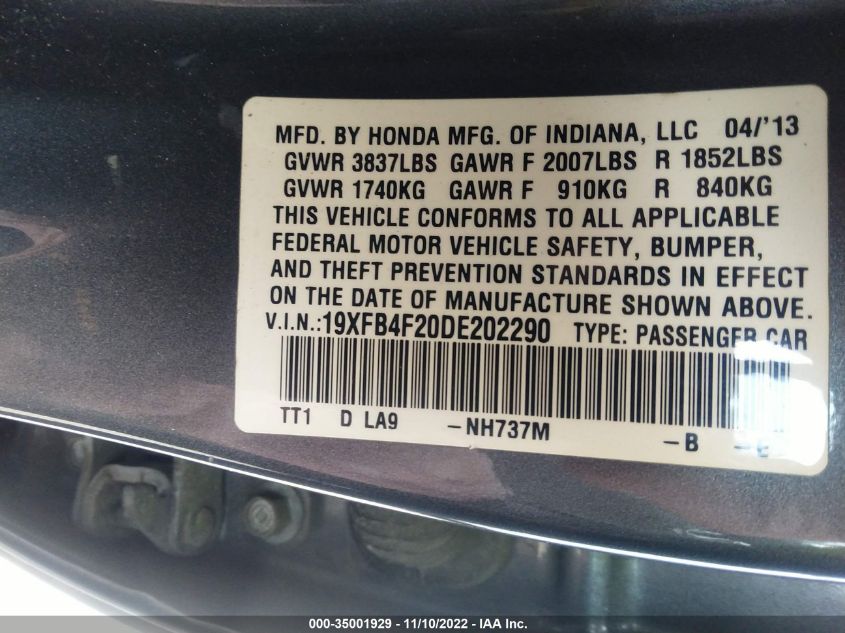 MFD. BY HONDA MFG. OF INDIANA, LLC 04/'13
GVWR 3837LBS GAWR F 2007LBS R 1852LBS
GVWR 1740KG GAWR F 910KG R 840KG
THIS VEHICLE CONFORMS TO ALL APPLICABLE
FEDERAL MOTOR VEHICLE SAFETY, BUMPER,
AND THEFT PREVENTION STANDARDS IN EFFECT
ON THE DATE OF MANUFACTURE SHOWN ABOVE.
V.I.N.:19XFB4F20DE202290 TYPE: PASSENGER CAR
TT1 D LA9 -NH737M -B
000-35001929 - 11/10/2022 - IAA Inc.